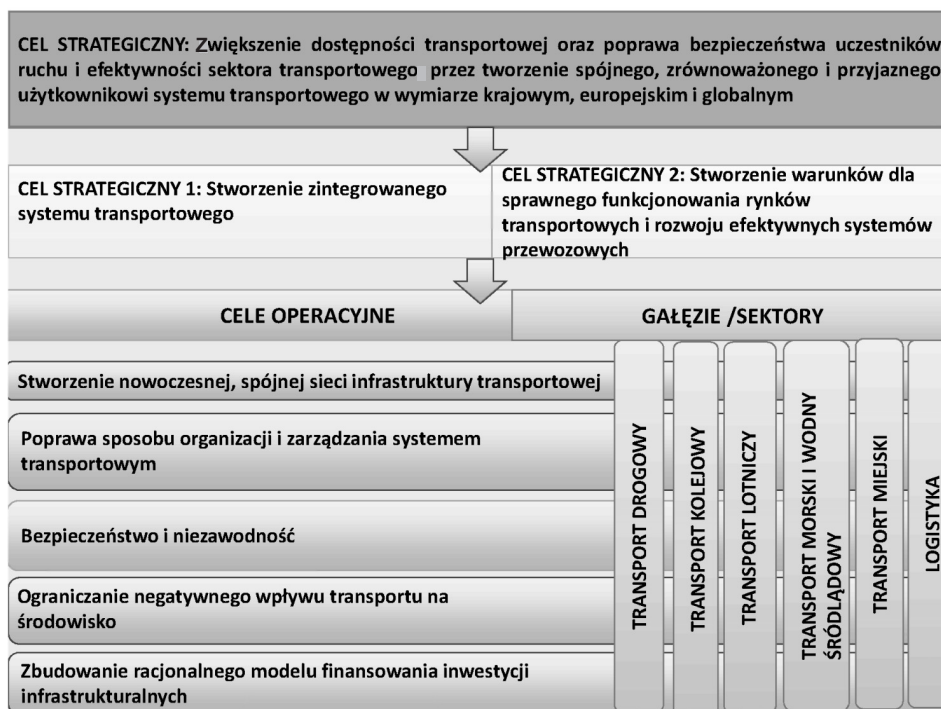 CEL STRATEGICZNY: Zwiększenie dostępności transportowej oraz poprawa bezpieczeństwa uczestników
ruchu i efektywności sektora transportowego przez tworzenie spójnego, zrównoważonego i przyjaznego
użytkownikowi systemu transportowego w wymiarze krajowym, europejskim i globalnym
CEL STRATEGICZNY 1: Stworzenie zintegrowanego
systemu transportowego
CEL STRATEGICZNY 2: Stworzenie warunków dla
sprawnego funkcjonowania rynków
transportowych i rozwoju efektywnych systemów
przewozowych
CELE OPERACYJNE
GAŁĘZIE /SEKTORY
Stworzenie nowoczesnej, spójnej sieci infrastruktury transportowej
Poprawa sposobu organizacji i zarządzania systemem
transportowym
Bezpieczeństwo i niezawodność
Ograniczanie negatywnego wpływu transportu na
środowisko
Zbudowanie racjonalnego modelu finansowania inwestycji
infrastrukturalnych
TRANSPORT DROGOWY
TRANSPORT KOLEJOWY
TRANSPORT LOTNICZY
TRANSPORT MORSKI I WODNY
ŚRÓDLĄDOWY
TRANSPORT MIEJSKI
LOGISTYKA